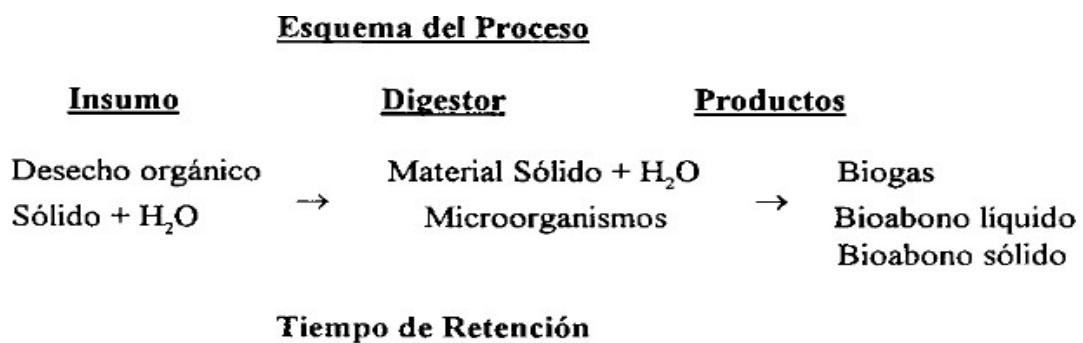 Esquema del Proceso
Insumo Digestor Productos
Desecho orgánico Material Sólido + H₂O Biogas
Sólido + H₂O → Microorganismos → Bioabono líquido
Bioabono sólido
Tiempo de Retención